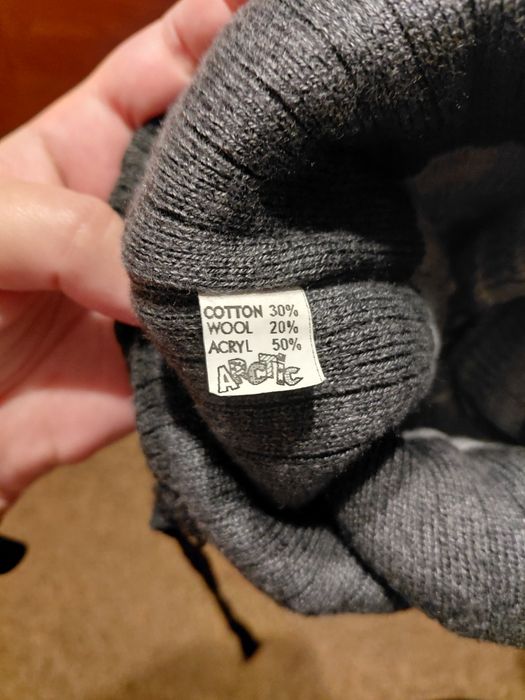 COTTON 30%
WOOL 20%
ACRYL 50%
ARCTIC